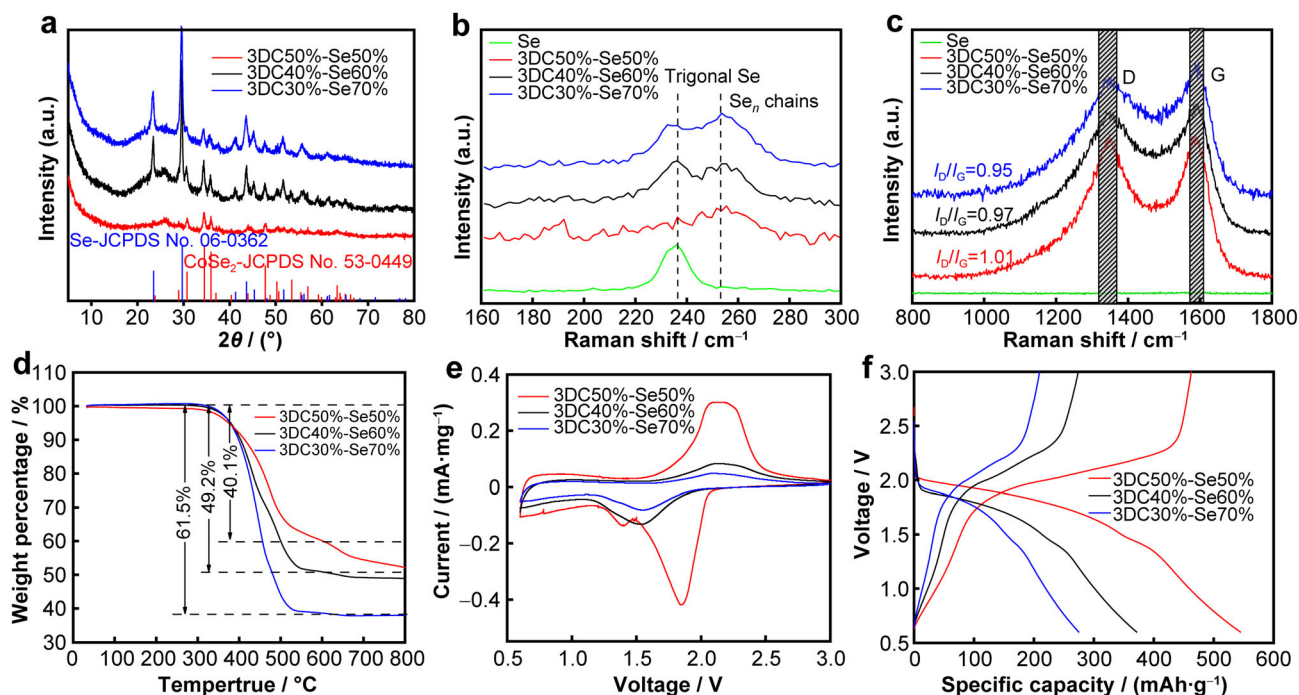 a
Intensity (a.u.)
3DC50%-Se50%
3DC40%-Se60%
3DC30%-Se70%
Se-JCPDS No. 06-0362
CoSe₂-JCPDS No. 53-0449
10 20 30 40 50 60 70 80
2θ / (°)
b
Intensity (a.u.)
Se
3DC50%-Se50%
3DC40%-Se60%
3DC30%-Se70%
Trigonal Se
Seₙ chains
160 180 200 220 240 260 280 300
Raman shift / cm⁻¹
c
Intensity (a.u.)
Se
3DC50%-Se50%
3DC40%-Se60%
3DC30%-Se70%
D
G
I_D/I_G=0.95
I_D/I_G=0.97
I_D/I_G=1.01
800 1000 1200 1400 1600 1800
Raman shift / cm⁻¹
d
Weight percentage / %
110
100
90
80
70
60
50
40
30
3DC50%-Se50%
3DC40%-Se60%
3DC30%-Se70%
61.5%
49.2%
40.1%
0 100 200 300 400 500 600 700 800
Tempertrue / °C
e
Current / (mA·mg⁻¹)
0.4
0.2
0
−0.2
−0.4
3DC50%-Se50%
3DC40%-Se60%
3DC30%-Se70%
0.5 1.0 1.5 2.0 2.5 3.0
Voltage / V
f
Voltage / V
3.0
2.5
2.0
1.5
1.0
0.5
3DC50%-Se50%
3DC40%-Se60%
3DC30%-Se70%
0 100 200 300 400 500 600
Specific capacity / (mAh·g⁻¹)